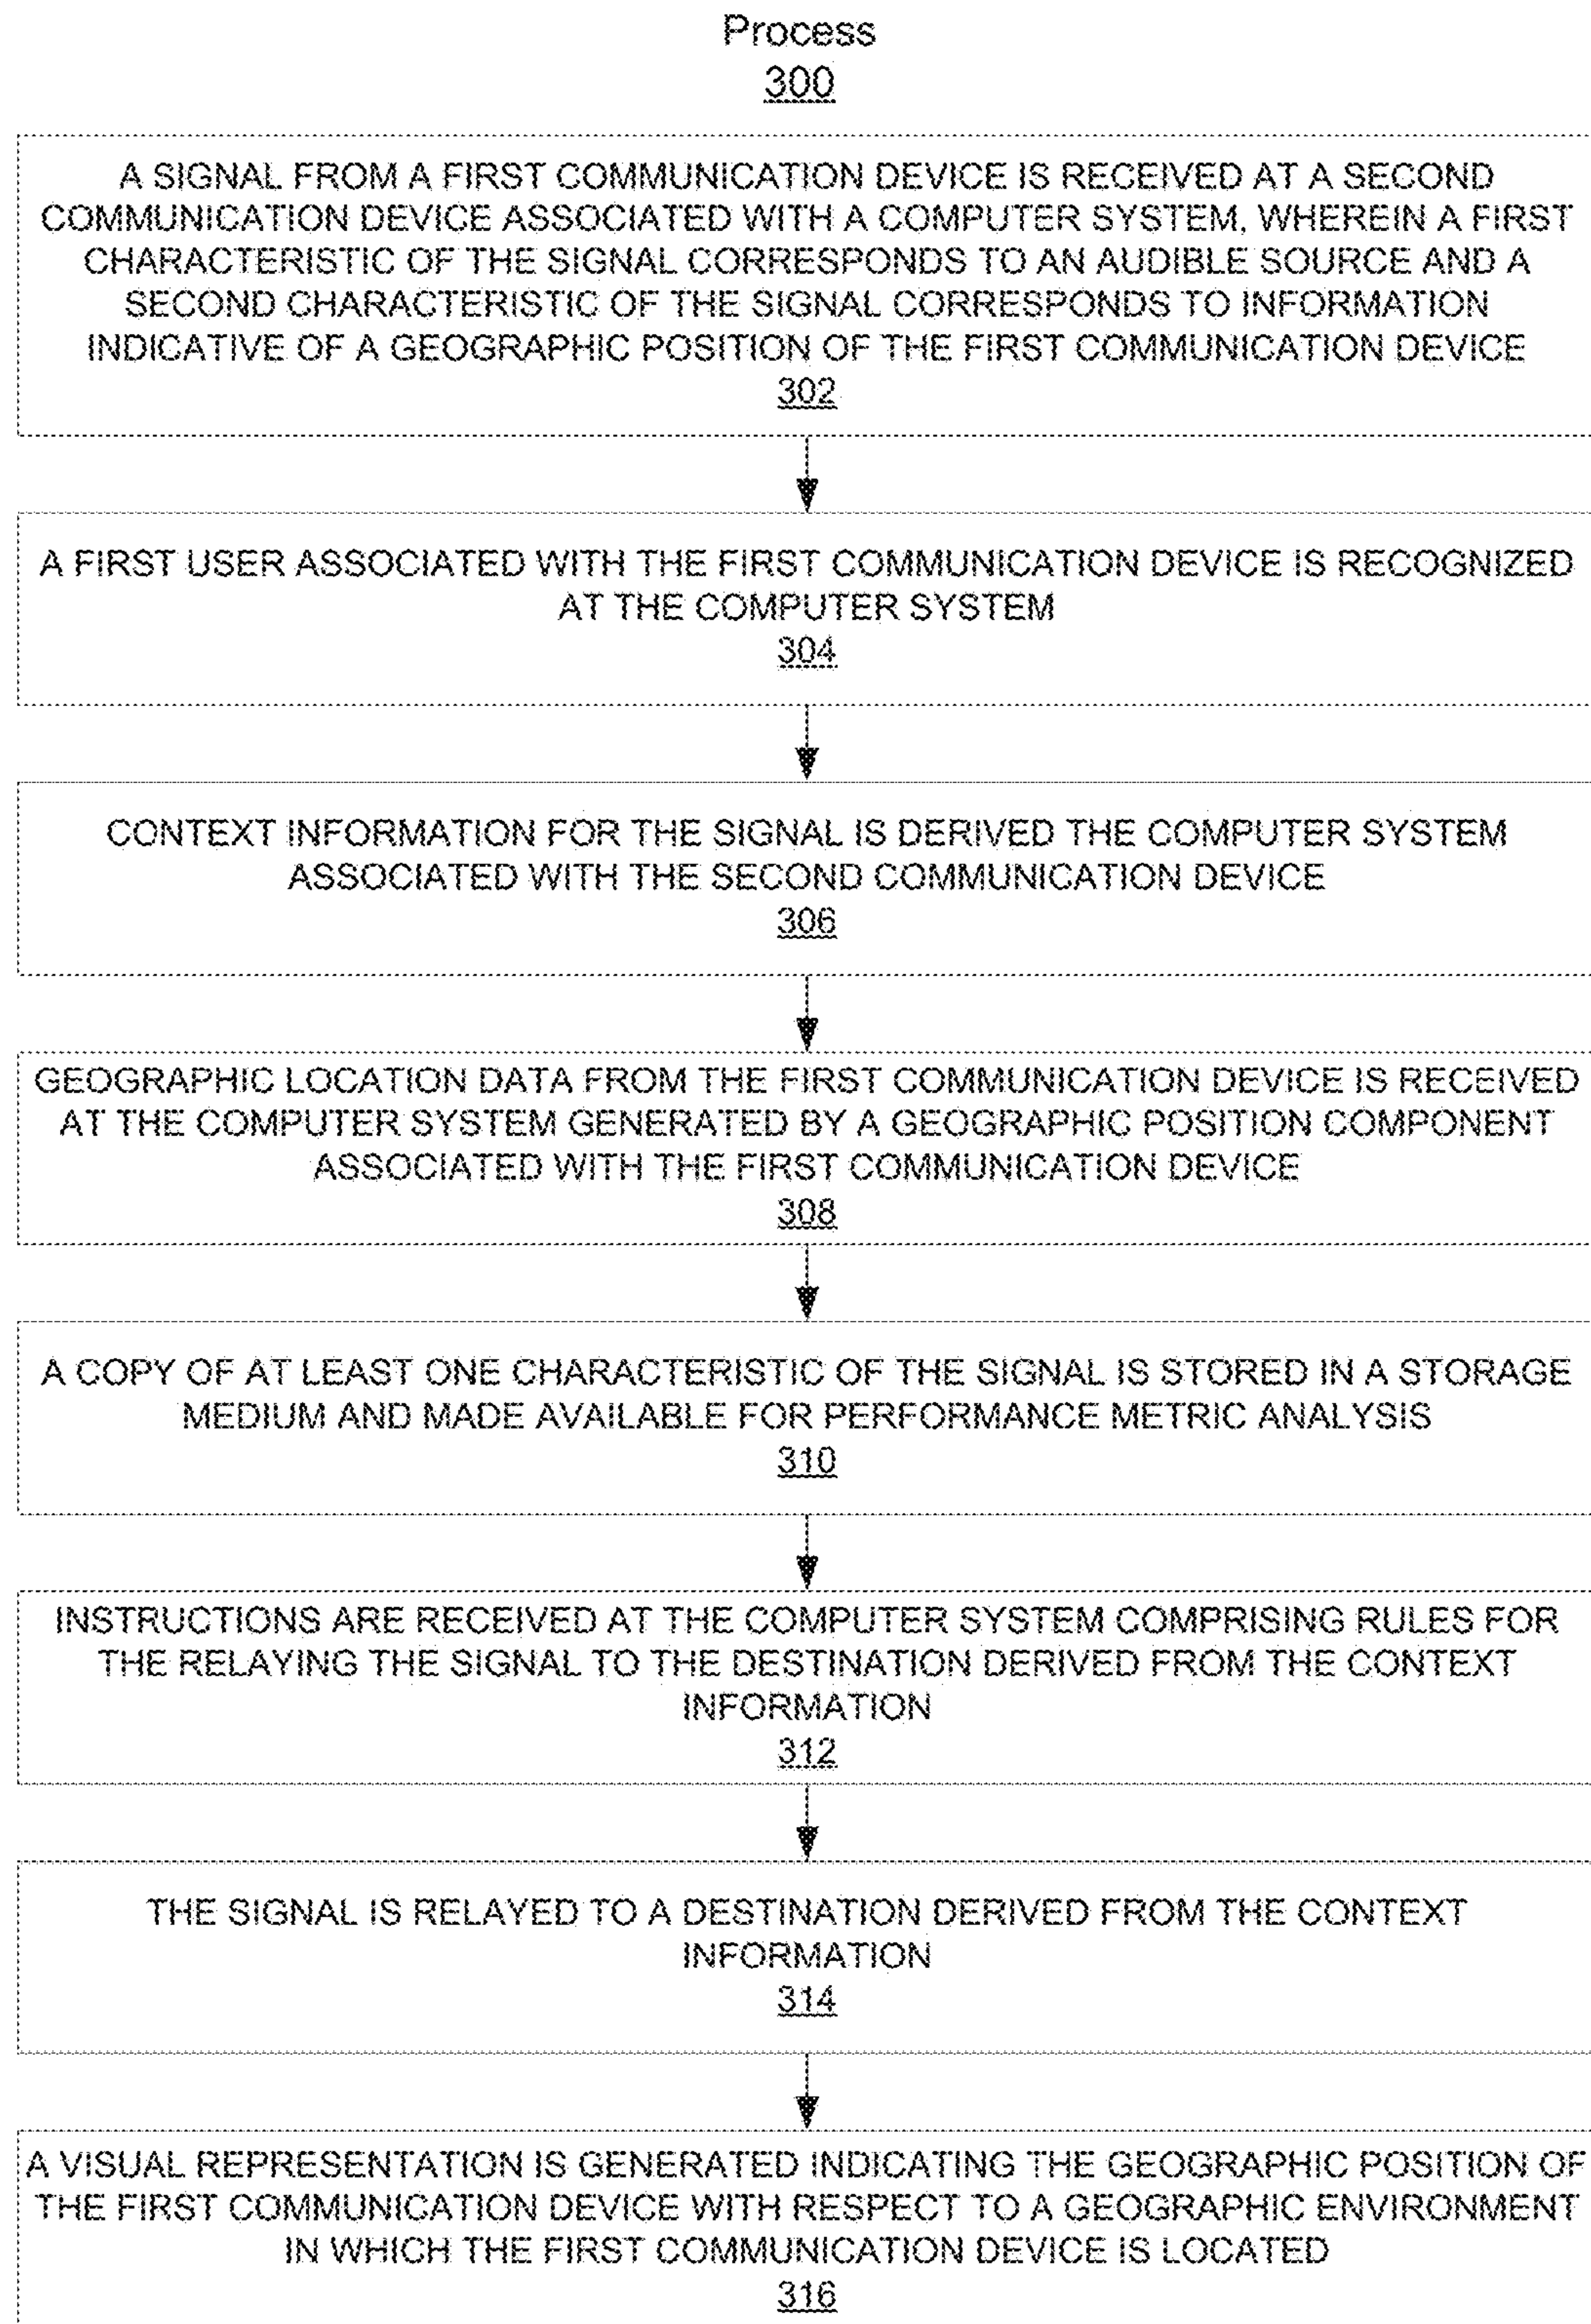 Process
300
A SIGNAL FROM A FIRST COMMUNICATION DEVICE IS RECEIVED AT A SECOND
COMMUNICATION DEVICE ASSOCIATED WITH A COMPUTER SYSTEM, WHEREIN A FIRST
CHARACTERISTIC OF THE SIGNAL CORRESPONDS TO AN AUDIBLE SOURCE AND A
SECOND CHARACTERISTIC OF THE SIGNAL CORRESPONDS TO INFORMATION
INDICATIVE OF A GEOGRAPHIC POSITION OF THE FIRST COMMUNICATION DEVICE
302
A FIRST USER ASSOCIATED WITH THE FIRST COMMUNICATION DEVICE IS RECOGNIZED
AT THE COMPUTER SYSTEM
304
CONTEXT INFORMATION FOR THE SIGNAL IS DERIVED THE COMPUTER SYSTEM
ASSOCIATED WITH THE SECOND COMMUNICATION DEVICE
306
GEOGRAPHIC LOCATION DATA FROM THE FIRST COMMUNICATION DEVICE IS RECEIVED
AT THE COMPUTER SYSTEM GENERATED BY A GEOGRAPHIC POSITION COMPONENT
ASSOCIATED WITH THE FIRST COMMUNICATION DEVICE
308
A COPY OF AT LEAST ONE CHARACTERISTIC OF THE SIGNAL IS STORED IN A STORAGE
MEDIUM AND MADE AVAILABLE FOR PERFORMANCE METRIC ANALYSIS
310
INSTRUCTIONS ARE RECEIVED AT THE COMPUTER SYSTEM COMPRISING RULES FOR
THE RELAYING THE SIGNAL TO THE DESTINATION DERIVED FROM THE CONTEXT
INFORMATION
312
THE SIGNAL IS RELAYED TO A DESTINATION DERIVED FROM THE CONTEXT
INFORMATION
314
A VISUAL REPRESENTATION IS GENERATED INDICATING THE GEOGRAPHIC POSITION OF
THE FIRST COMMUNICATION DEVICE WITH RESPECT TO A GEOGRAPHIC ENVIRONMENT
IN WHICH THE FIRST COMMUNICATION DEVICE IS LOCATED
316